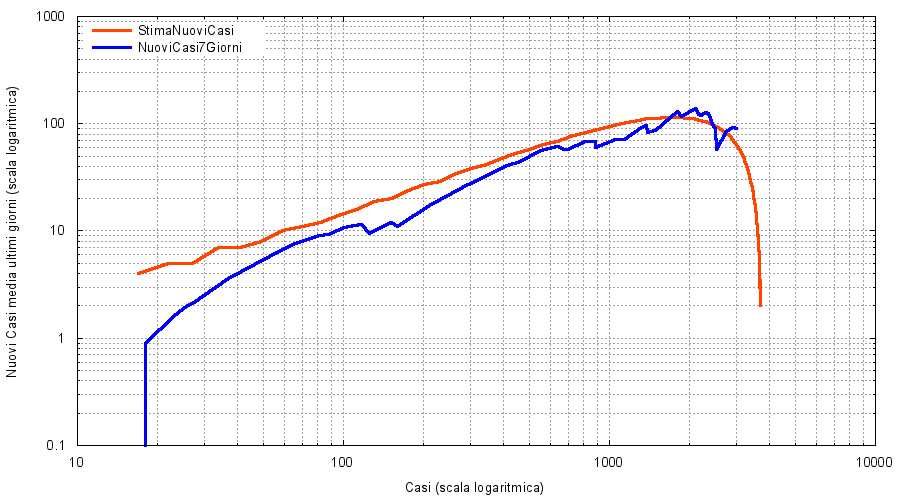 1000
100
10
1
0.1
StimaNuoviCasi
NuoviCasi7Giorni
Nuovi Casi media ultimi giorni (scala logaritmica)
10
100
1000
10000
Casi (scala logaritmica)